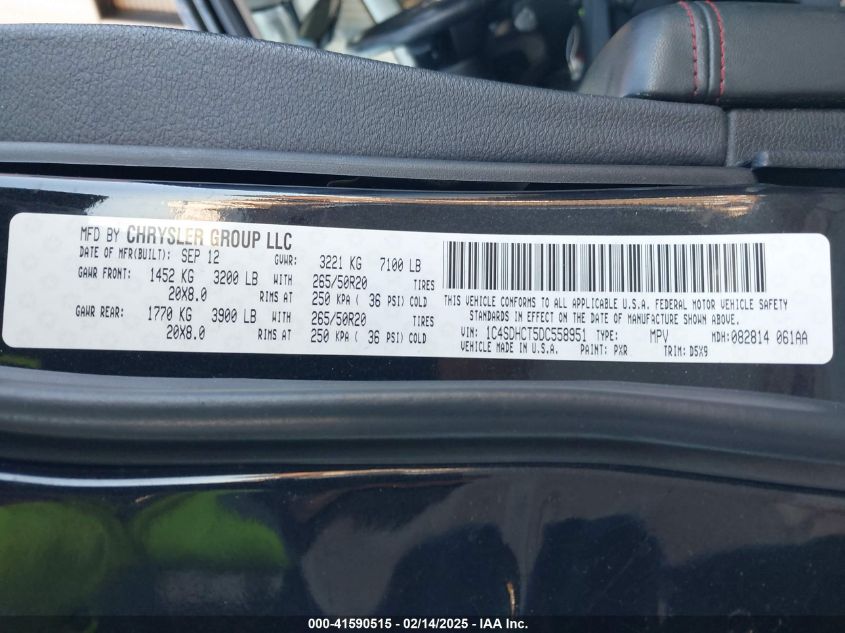 MFD BY CHRYSLER GROUP LLC
DATE OF MFR(BUILT): SEP 12 GVWR: 3221 KG 7100 LB
GAWR FRONT: 1452 KG 3200 LB WITH 265/50R20 TIRES
20X8.0 RIMS AT 250 KPA ( 36 PSI) COLD
GAWR REAR: 1770 KG 3900 LB WITH 265/50R20 TIRES
20X8.0 RIMS AT 250 KPA ( 36 PSI) COLD
THIS VEHICLE CONFORMS TO ALL APPLICABLE U.S.A. FEDERAL MOTOR VEHICLE SAFETY
STANDARDS IN EFFECT ON THE DATE OF MANUFACTURE SHOWN ABOVE.
VIN: 1C4SDHCT5DC558951 TYPE: MPV MDH:082814 061AA
VEHICLE MADE IN U.S.A. PAINT: PXR TRIM: DSX9
000-41590515 - 02/14/2025 - IAA Inc.